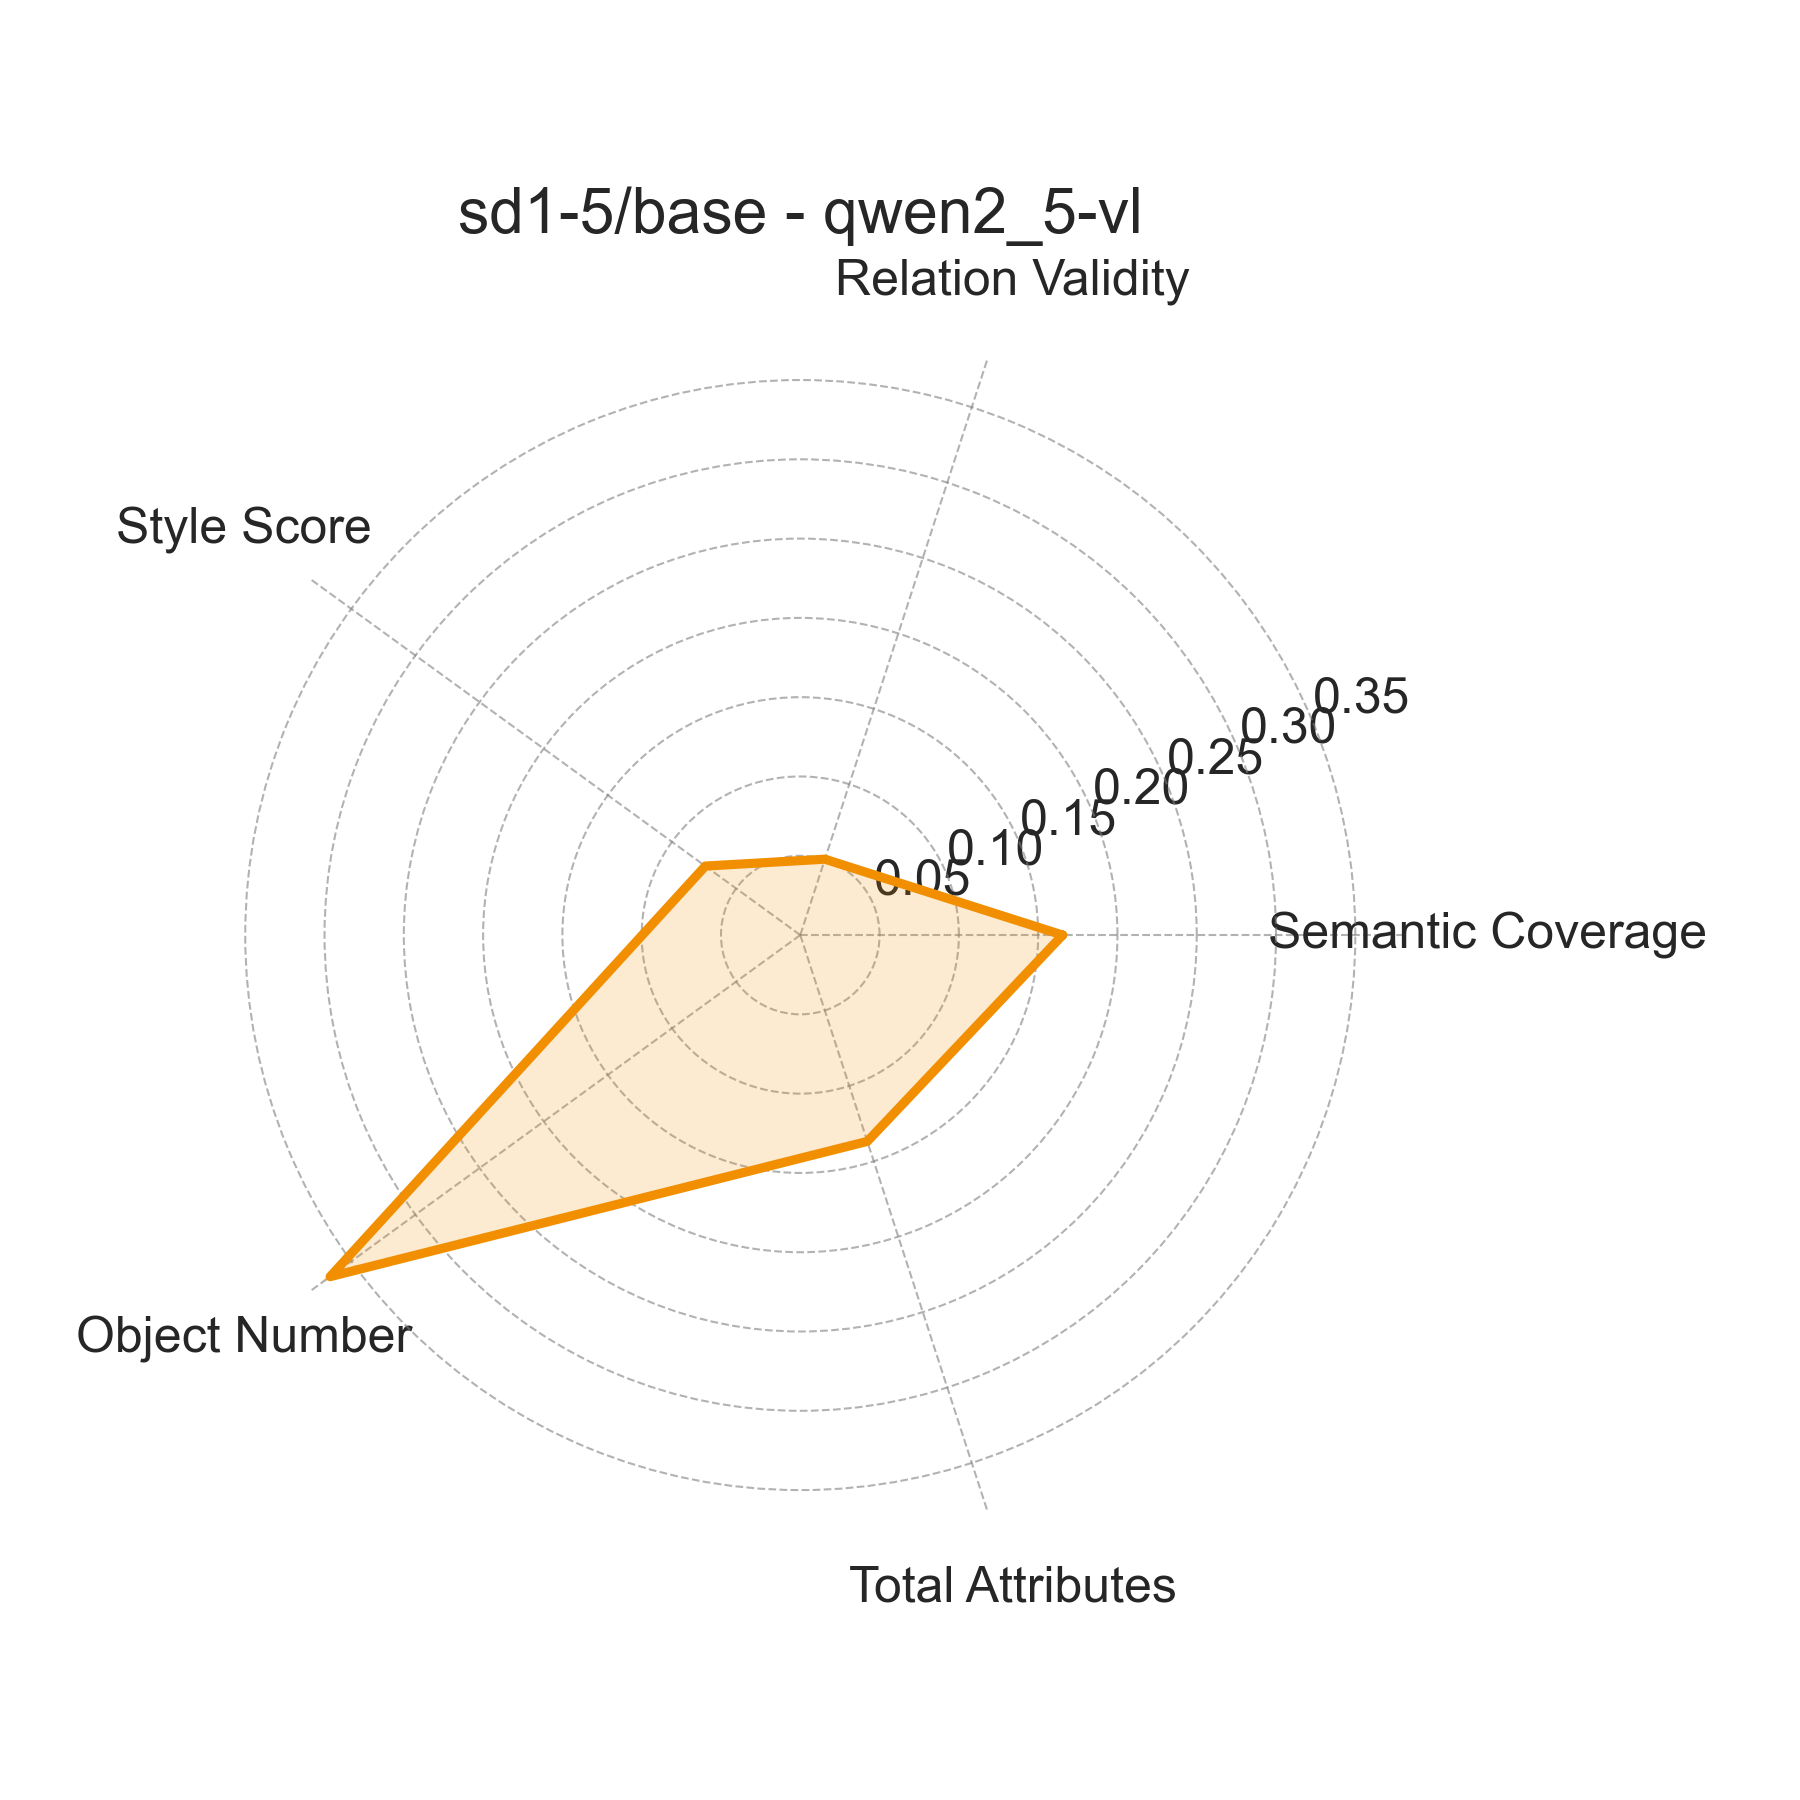 sd1-5/base - qwen2_5-vl
Relation Validity
Style Score
0.35
0.30
0.25
0.20
0.15
0.10
0.05
Semantic Coverage
Object Number
Total Attributes